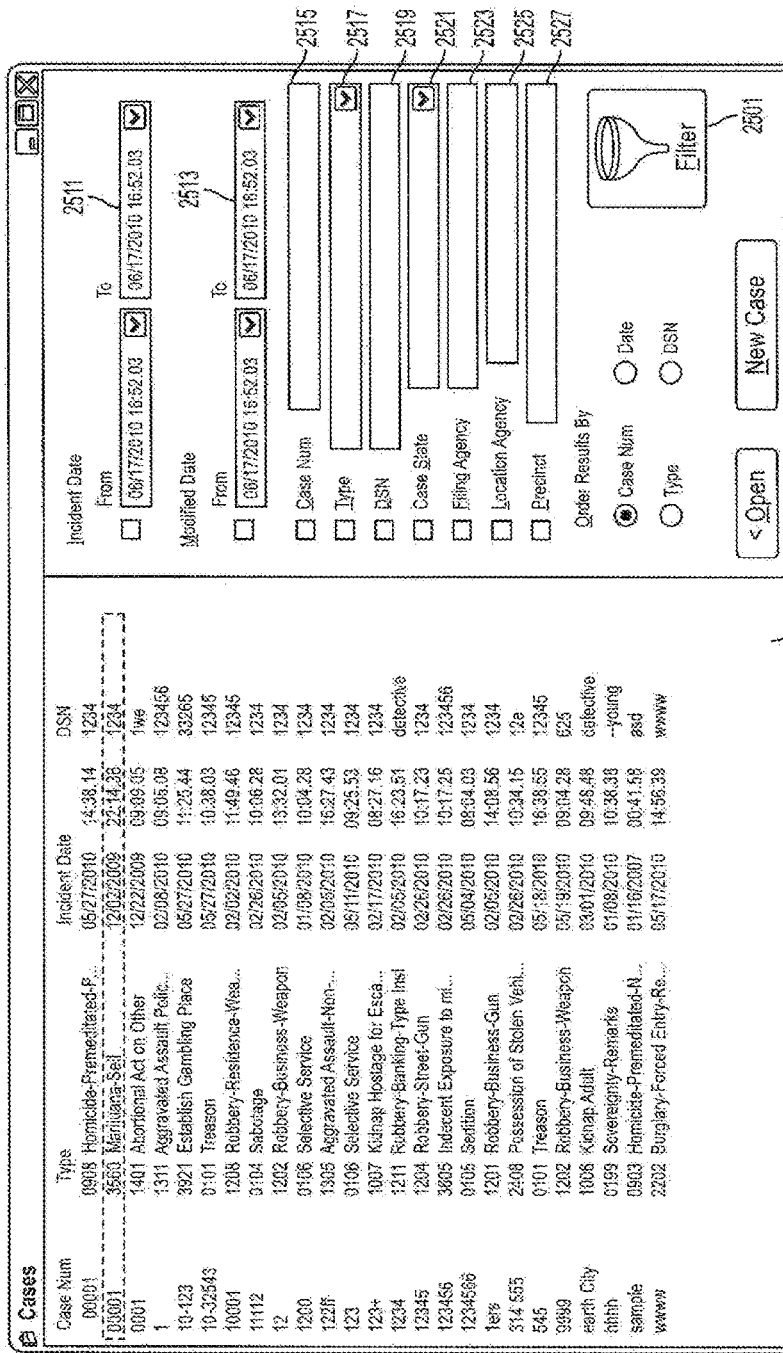 Cases
Case Num Type Incident Date DSN
00001 0908 Homicide-Premeditated-P... 05/27/2010 14:38.14 1234
00001 3560 Marijuana-Sell 12/02/2009 22:14.36 1234
0001 1401 Abortional Act on Other 12/22/2009 09:09.05 1we
1 1311 Aggravated Assault Polic... 02/08/2010 09:05.08 123456
10-123 3921 Establish Gambling Place 05/27/2010 11:25.44 33265
10-32543 0101 Treason 05/27/2010 10:38.03 12345
10001 1208 Robbery-Residence-Wea... 02/02/2010 11:49.46 12345
11112 0104 Sabotage 02/26/2010 10:06.28 1234
12 1202 Robbery-Business-Weapon 02/05/2010 13:32.01 1234
1200 0106 Selective Service 01/08/2010 10:04.28 1234
122ff 1305 Aggravated Assault-Non-... 02/05/2010 15:27.43 1234
123 0106 Selective Service 05/11/2010 09:25.53 1234
123+ 1007 Kidnap Hostage for Esca... 02/17/2010 08:27.16 1234
1234 1211 Robbery-Banking-Type Inst 02/05/2010 16:23.51 detective
12345 1204 Robbery-Street-Gun 02/26/2010 10:17.23 1234
123456 3605 Indecent Exposure to mi... 02/26/2010 10:17.25 123456
1234566 0105 Sedition 05/04/2010 08:04.03 1234
1ere 1201 Robbery-Business-Gun 02/05/2010 14:08.56 1234
314 555 2408 Possession of Stolen Vehi... 02/26/2010 10:34.15 12e
545 0101 Treason 05/18/2010 16:38.55 12345
9899 1202 Robbery-Business-Weapon 05/19/2010 09:04.28 625
earth City 1006 Kidnap Adult 03/01/2010 09:48.48 detective
hhhh 0199 Sovereignty-Remarks 01/08/2010 10:38.38 --young
sample 0903 Homicide-Premeditated-N... 01/16/2007 00:41.58 asd
wwww 2202 Burglary-Forced Entry-Re... 05/17/2010 14:56.39 wwww
Incident Date
From To 2511
06/17/2010 18:52.03 06/17/2010 16:52.03
Modified Date
From To 2513
06/17/2010 16:52.03 06/17/2010 18:52.03
Case Num 2515
Type 2517
DSN 2519
Case State 2521
Filing Agency 2523
Location Agency 2525
Precinct 2527
Order Results By
Case Num Date
Type DSN
Filter
2501
< Open New Case